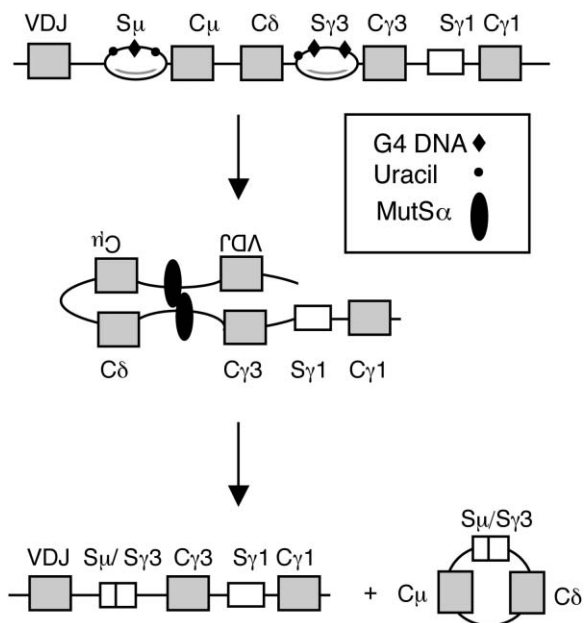 VDJ Sμ Cμ Cδ Sγ3 Cγ3 Sγ1 Cγ1
G4 DNA
Uracil
MutSα
Cμ VDJ
Cδ Cγ3 Sγ1 Cγ1
Sμ/Sγ3
VDJ Sμ/ Sγ3 Cγ3 Sγ1 Cγ1
+ Cμ Cδ